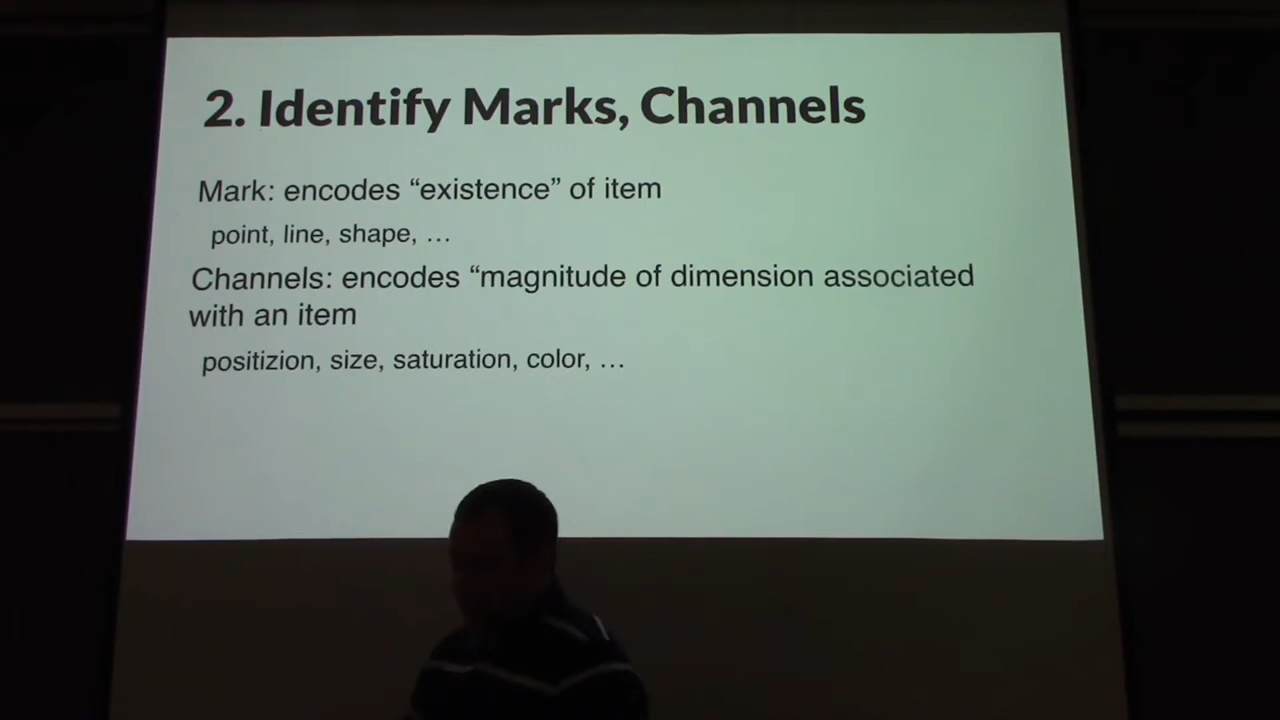 2. Identify Marks, Channels
Mark: encodes “existence” of item
point, line, shape, …
Channels: encodes “magnitude of dimension associated
with an item
positizion, size, saturation, color, …